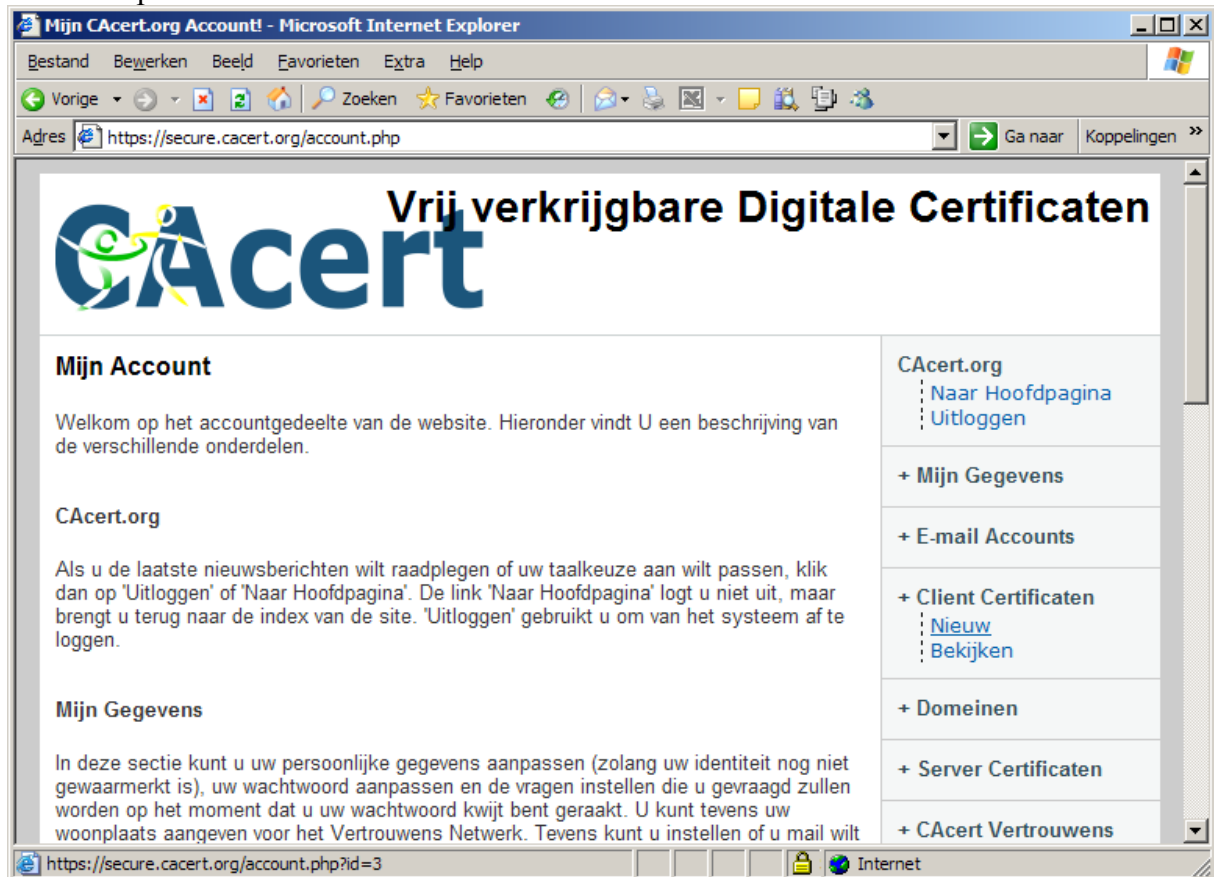 Mijn CAcert.org Account! - Microsoft Internet Explorer
Bestand Bewerken Beeld Favorieten Extra Help
Vorige Zoeken Favorieten
Adres https://secure.cacert.org/account.php Ga naar Koppelingen »
CAcert
Vrij verkrijgbare Digitale Certificaten
Mijn Account
Welkom op het accountgedeelte van de website. Hieronder vindt U een beschrijving van
de verschillende onderdelen.
CAcert.org
Als u de laatste nieuwsberichten wilt raadplegen of uw taalkeuze aan wilt passen, klik
dan op 'Uitloggen' of 'Naar Hoofdpagina'. De link 'Naar Hoofdpagina' logt u niet uit, maar
brengt u terug naar de index van de site. 'Uitloggen' gebruikt u om van het systeem af te
loggen.
Mijn Gegevens
In deze sectie kunt u uw persoonlijke gegevens aanpassen (zolang uw identiteit nog niet
gewaarmerkt is), uw wachtwoord aanpassen en de vragen instellen die u gevraagd zullen
worden op het moment dat u uw wachtwoord kwijt bent geraakt. U kunt tevens uw
woonplaats aangeven voor het Vertrouwens Netwerk. Tevens kunt u instellen of u mail wilt
CAcert.org
Naar Hoofdpagina
Uitloggen
+ Mijn Gegevens
+ E-mail Accounts
+ Client Certificaten
Nieuw
Bekijken
+ Domeinen
+ Server Certificaten
+ CAcert Vertrouwens
https://secure.cacert.org/account.php?id=3 Internet